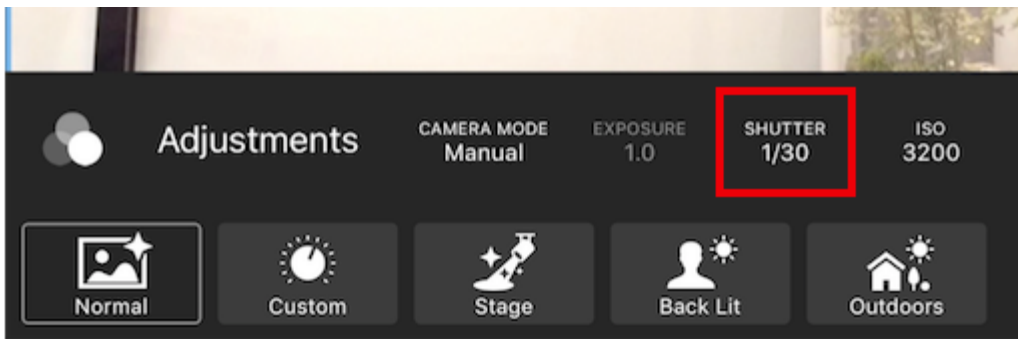 Adjustments
CAMERA MODE
Manual
EXPOSURE
1.0
SHUTTER
1/30
ISO
3200
Normal
Custom
Stage
Back Lit
Outdoors